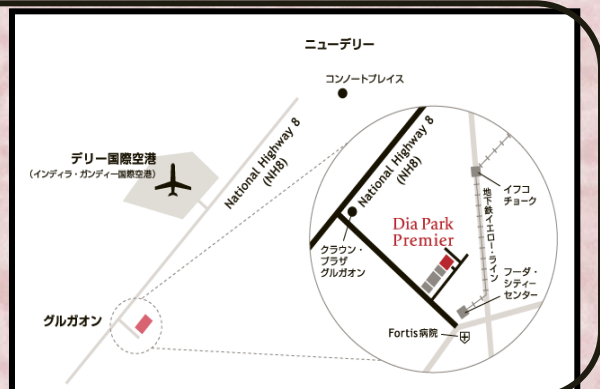 ニューデリー
コンノートプレイス
デリー国際空港
(インディラ・ガンディー国際空港)
National Highway 8
(NH8)
グルガオン
National Highway 8
(NH8)
イフコ
チョーク
地下鉄イエロー・ライン
クラウン・
プラザ
グルガオン
Dia Park
Premier
フーダ・
シティー
センター
Fortis病院